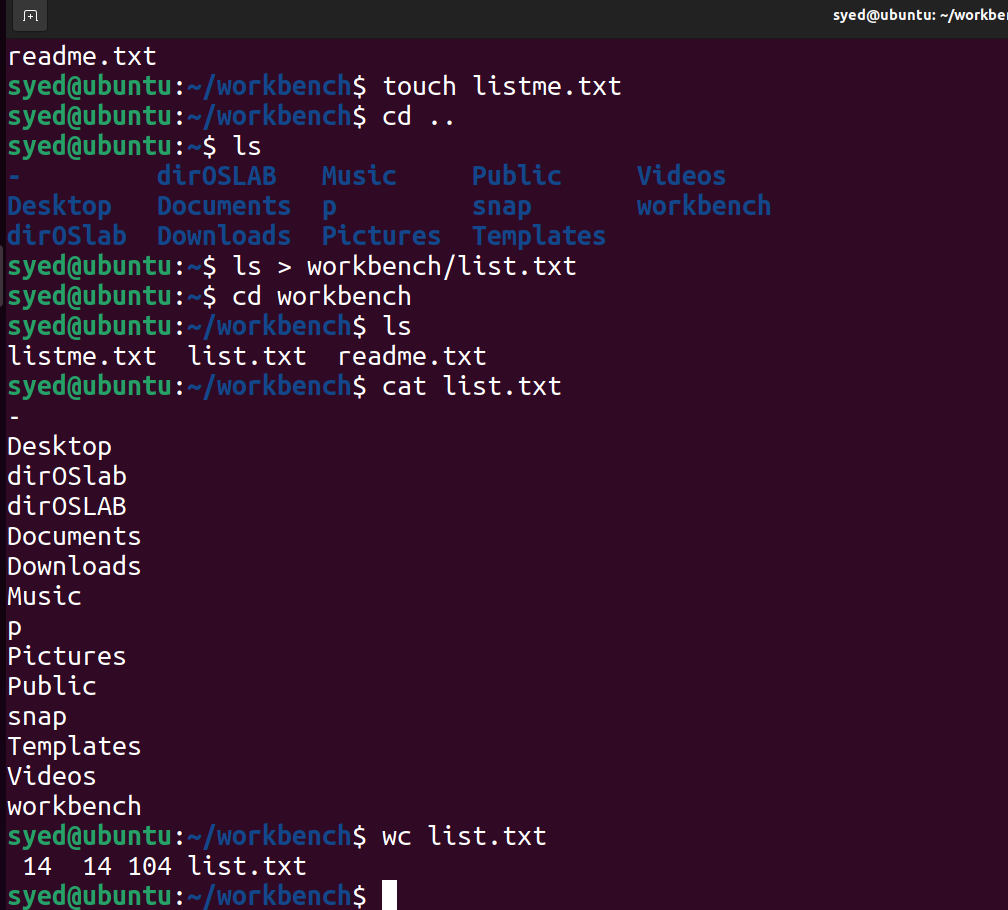 syed@ubuntu: ~/workben
readme.txt
syed@ubuntu:~/workbench$ touch listme.txt
syed@ubuntu:~/workbench$ cd ..
syed@ubuntu:~$ ls
-         dirOSLAB   Music     Public     Videos
Desktop   Documents  p         snap       workbench
dirOSlab  Downloads  Pictures  Templates
syed@ubuntu:~$ ls > workbench/list.txt
syed@ubuntu:~$ cd workbench
syed@ubuntu:~/workbench$ ls
listme.txt  list.txt  readme.txt
syed@ubuntu:~/workbench$ cat list.txt
-
Desktop
dirOSlab
dirOSLAB
Documents
Downloads
Music
p
Pictures
Public
snap
Templates
Videos
workbench
syed@ubuntu:~/workbench$ wc list.txt
 14  14 104 list.txt
syed@ubuntu:~/workbench$